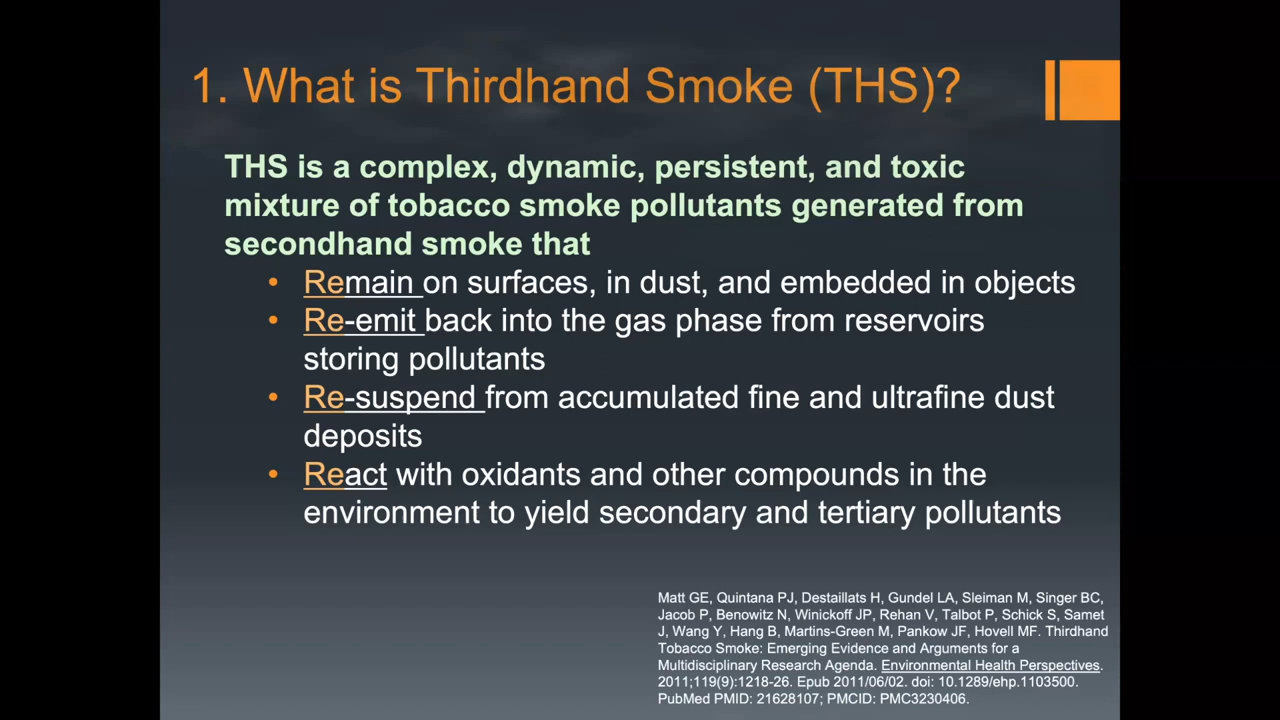 1. What is Thirdhand Smoke (THS)?
THS is a complex, dynamic, persistent, and toxic
mixture of tobacco smoke pollutants generated from
secondhand smoke that
• Remain on surfaces, in dust, and embedded in objects
• Re-emit back into the gas phase from reservoirs
storing pollutants
• Re-suspend from accumulated fine and ultrafine dust
deposits
• React with oxidants and other compounds in the
environment to yield secondary and tertiary pollutants
Matt GE, Quintana PJ, Destaillats H, Gundel LA, Sleiman M, Singer BC,
Jacob P, Benowitz N, Winickoff JP, Rehan V, Talbot P, Schick S, Samet
J, Wang Y, Hang B, Martins-Green M, Pankow JF, Hovell MF. Thirdhand
Tobacco Smoke: Emerging Evidence and Arguments for a
Multidisciplinary Research Agenda. Environmental Health Perspectives.
2011;119(9):1218-26. Epub 2011/06/02. doi: 10.1289/ehp.1103500.
PubMed PMID: 21628107; PMCID: PMC3230406.